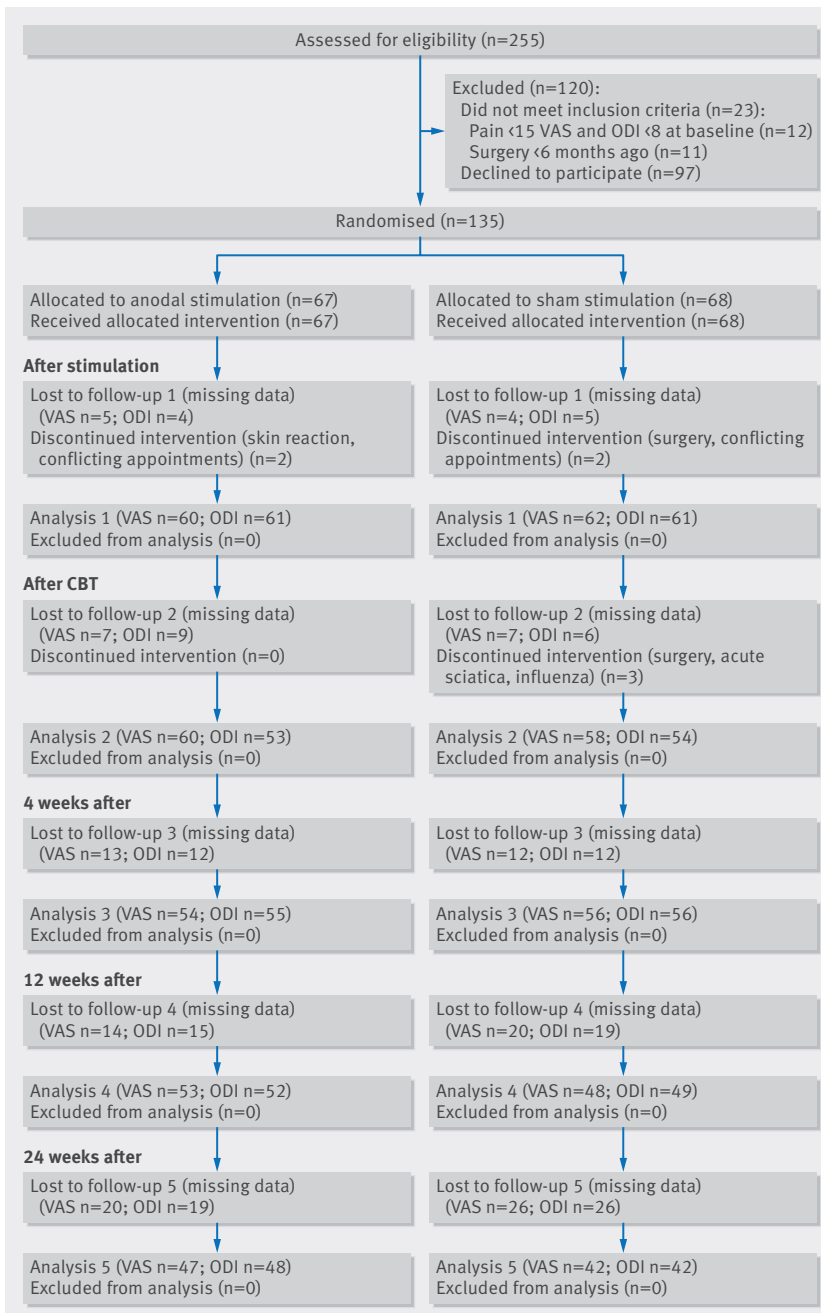 Assessed for eligibility (n=255)
Excluded (n=120):
Did not meet inclusion criteria (n=23):
Pain <15 VAS and ODI <8 at baseline (n=12)
Surgery <6 months ago (n=11)
Declined to participate (n=97)
Randomised (n=135)
Allocated to anodal stimulation (n=67)
Received allocated intervention (n=67)
Allocated to sham stimulation (n=68)
Received allocated intervention (n=68)
After stimulation
Lost to follow-up 1 (missing data)
(VAS n=5; ODI n=4)
Discontinued intervention (skin reaction,
conflicting appointments) (n=2)
Lost to follow-up 1 (missing data)
(VAS n=4; ODI n=5)
Discontinued intervention (surgery, conflicting
appointments) (n=2)
Analysis 1 (VAS n=60; ODI n=61)
Excluded from analysis (n=0)
Analysis 1 (VAS n=62; ODI n=61)
Excluded from analysis (n=0)
After CBT
Lost to follow-up 2 (missing data)
(VAS n=7; ODI n=9)
Discontinued intervention (n=0)
Lost to follow-up 2 (missing data)
(VAS n=7; ODI n=6)
Discontinued intervention (surgery, acute
sciatica, influenza) (n=3)
Analysis 2 (VAS n=60; ODI n=53)
Excluded from analysis (n=0)
Analysis 2 (VAS n=58; ODI n=54)
Excluded from analysis (n=0)
4 weeks after
Lost to follow-up 3 (missing data)
(VAS n=13; ODI n=12)
Lost to follow-up 3 (missing data)
(VAS n=12; ODI n=12)
Analysis 3 (VAS n=54; ODI n=55)
Excluded from analysis (n=0)
Analysis 3 (VAS n=56; ODI n=56)
Excluded from analysis (n=0)
12 weeks after
Lost to follow-up 4 (missing data)
(VAS n=14; ODI n=15)
Lost to follow-up 4 (missing data)
(VAS n=20; ODI n=19)
Analysis 4 (VAS n=53; ODI n=52)
Excluded from analysis (n=0)
Analysis 4 (VAS n=48; ODI n=49)
Excluded from analysis (n=0)
24 weeks after
Lost to follow-up 5 (missing data)
(VAS n=20; ODI n=19)
Lost to follow-up 5 (missing data)
(VAS n=26; ODI n=26)
Analysis 5 (VAS n=47; ODI n=48)
Excluded from analysis (n=0)
Analysis 5 (VAS n=42; ODI n=42)
Excluded from analysis (n=0)